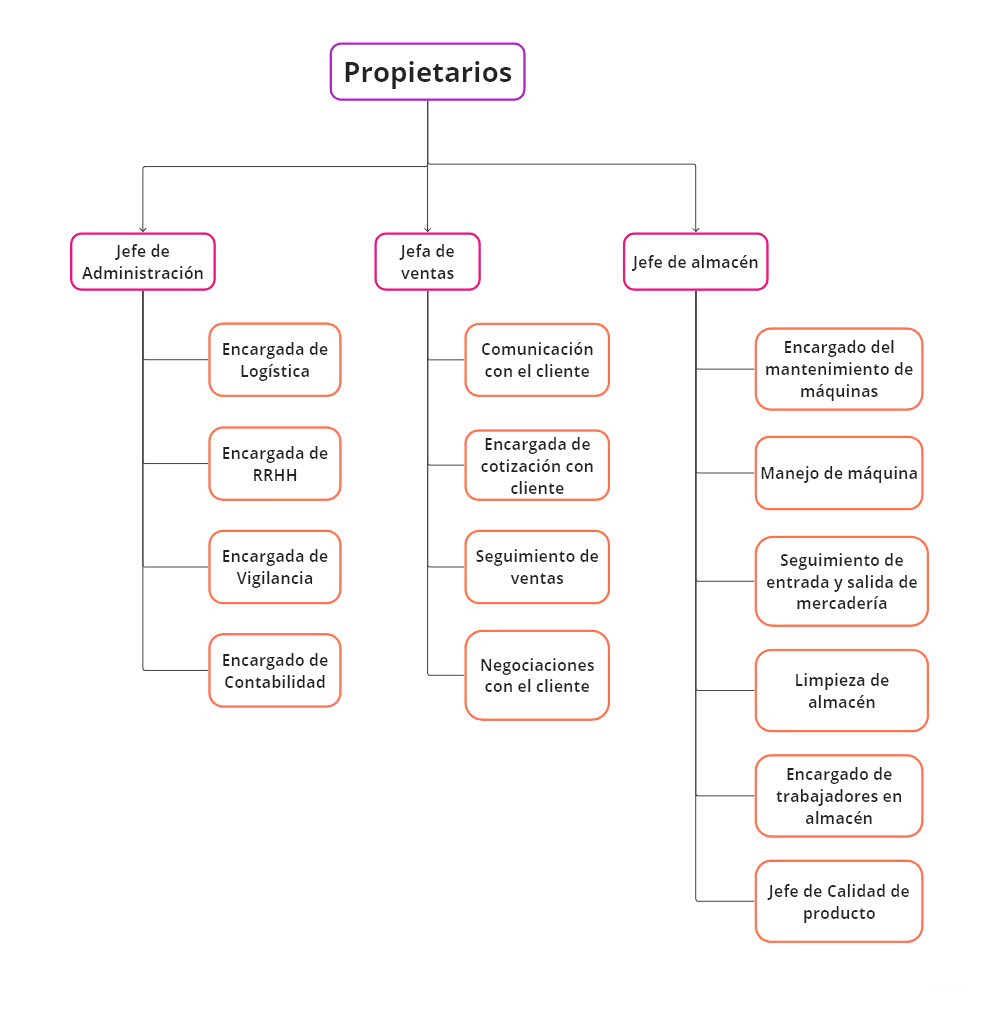 Propietarios
Jefe de
Administración
Encargada de
Logística
Encargada de
RRHH
Encargada de
Vigilancia
Encargado de
Contabilidad
Jefa de
ventas
Comunicación
con el cliente
Encargada de
cotización con
cliente
Seguimiento de
ventas
Negociaciones
con el cliente
Jefe de almacén
Encargado del
mantenimiento de
máquinas
Manejo de máquina
Seguimiento de
entrada y salida de
mercadería
Limpieza de
almacén
Encargado de
trabajadores en
almacén
Jefe de Calidad de
producto